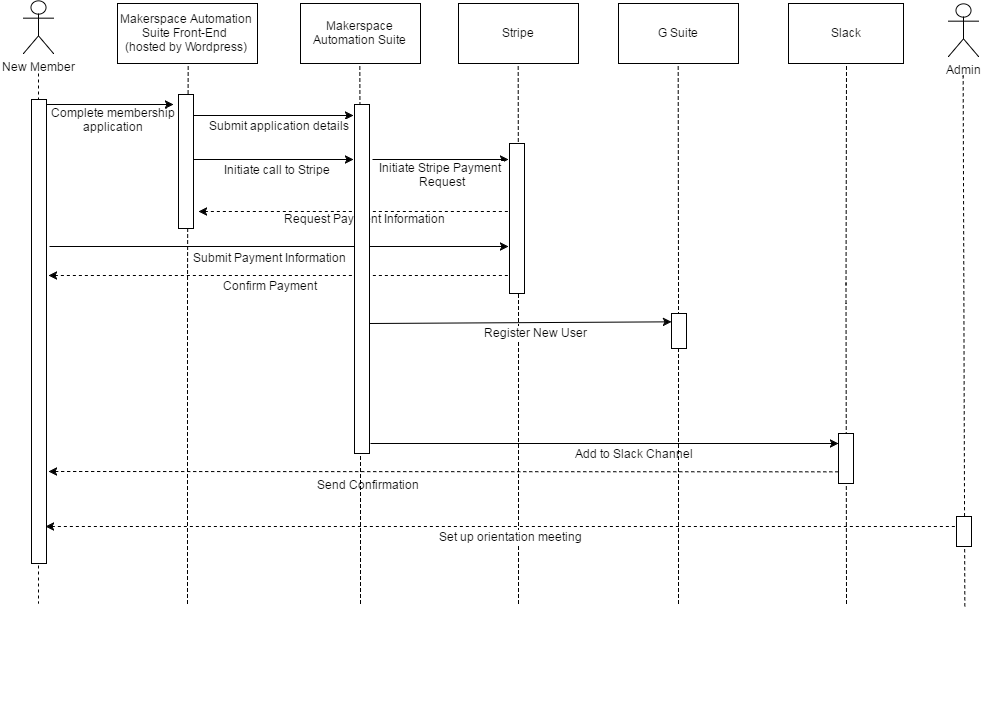 Makerspace Automation
Suite Front-End
(hosted by Wordpress)
Makerspace
Automation Suite
Stripe
G Suite
Slack
New Member
Admin
Complete membership
application
Submit application details
Initiate call to Stripe
Initiate Stripe Payment
Request
Request Pay nt Information
Submit Payment Information
Confirm Payment
Register New User
Add to Slack Channel
Send Confirmation
Set up orientation meeting